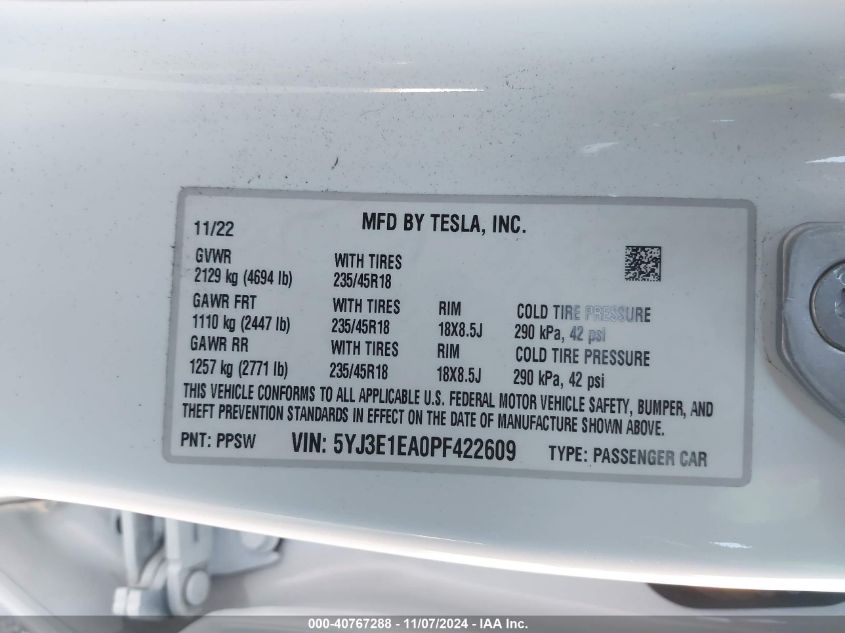 11/22 MFD BY TESLA, INC.
GVWR WITH TIRES
2129 kg (4694 lb) 235/45R18
GAWR FRT WITH TIRES RIM COLD TIRE PRESSURE
1110 kg (2447 lb) 235/45R18 18X8.5J 290 kPa, 42 psi
GAWR RR WITH TIRES RIM COLD TIRE PRESSURE
1257 kg (2771 lb) 235/45R18 18X8.5J 290 kPa, 42 psi
THIS VEHICLE CONFORMS TO ALL APPLICABLE U.S. FEDERAL MOTOR VEHICLE SAFETY, BUMPER, AND
THEFT PREVENTION STANDARDS IN EFFECT ON THE DATE OF MANUFACTURE SHOWN ABOVE.
PNT: PPSW VIN: 5YJ3E1EA0PF422609 TYPE: PASSENGER CAR
000-40767288 - 11/07/2024 - IAA Inc.